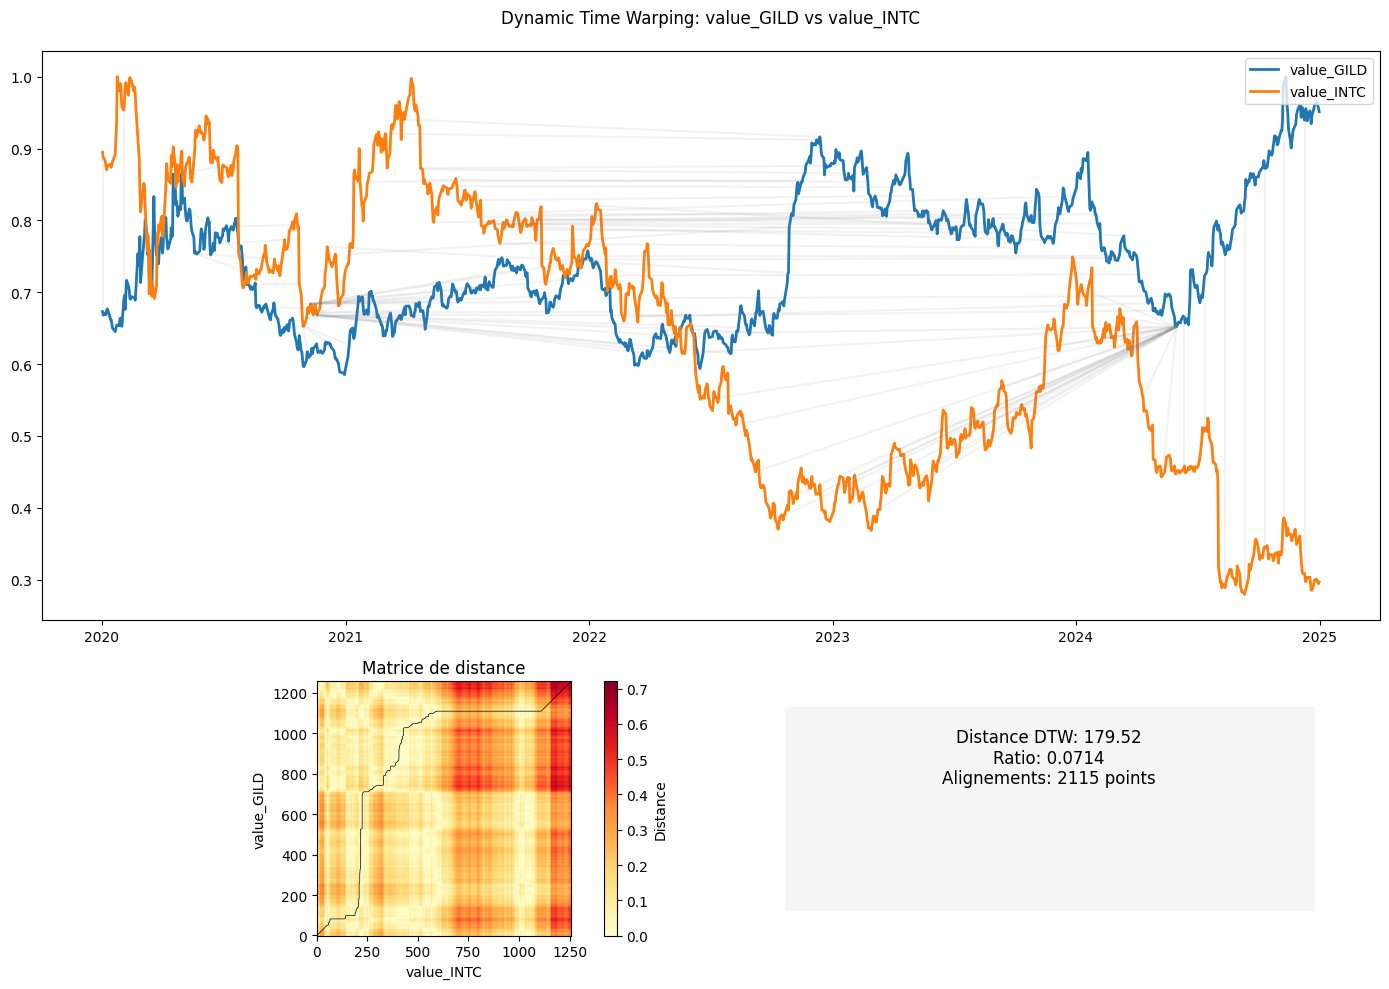 Dynamic Time Warping: value_GILD vs value_INTC
value_GILD
value_INTC
1.0
0.9
0.8
0.7
0.6
0.5
0.4
0.3
2020 2021 2022 2023 2024 2025
Matrice de distance
value_GILD
1200
1000
800
600
400
200
0
0 250 500 750 1000 1250
value_INTC
0.7
0.6
0.5
0.4
0.3
0.2
0.1
0.0
Distance
Distance DTW: 179.52
Ratio: 0.0714
Alignements: 2115 points